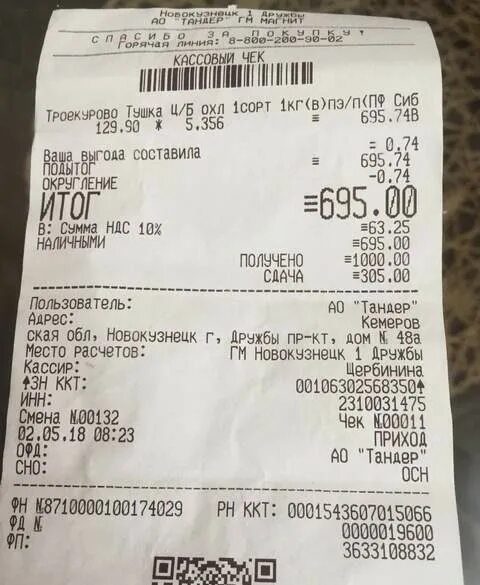 Новокузнецк 1 Дружбы
АО "ТАНДЕР" ГМ МАГНИТ
СПАСИБО ЗА ПОКУПКУ!
Горячая линия: 8-800-200-90-02
КАССОВЫЙ ЧЕК
Троекурово Тушка Ц/Б охл 1сорт 1кг(в)пэ/п(ПФ Сиб
129.90 * 5.356 ≡ 695.74В
Ваша выгода составила = 0.74
ПОДЫТОГ ≡ 695.74
ОКРУГЛЕНИЕ -0.74
ИТОГ ≡695.00
В: Сумма НДС 10% ≡63.25
НАЛИЧНЫМИ ≡695.00
ПОЛУЧЕНО ≡1000.00
СДАЧА ≡305.00
Пользователь: АО "Тандер"
Адрес: Кемеров
ская обл, Новокузнецк г, Дружбы пр-кт, дом № 48а
Место расчетов: ГМ Новокузнецк 1 Дружбы
Кассир: Щербинина
↑ЗН ККТ: 00106302568350↑
ИНН: 2310031475
Смена №00132 Чек №00011
02.05.18 08:23 ПРИХОД
ОФД: АО "Тандер"
СНО: ОСН
ФН №8710000100174029 РН ККТ: 0001543607015066
ФД № 0000019600
ФП: 3633108832